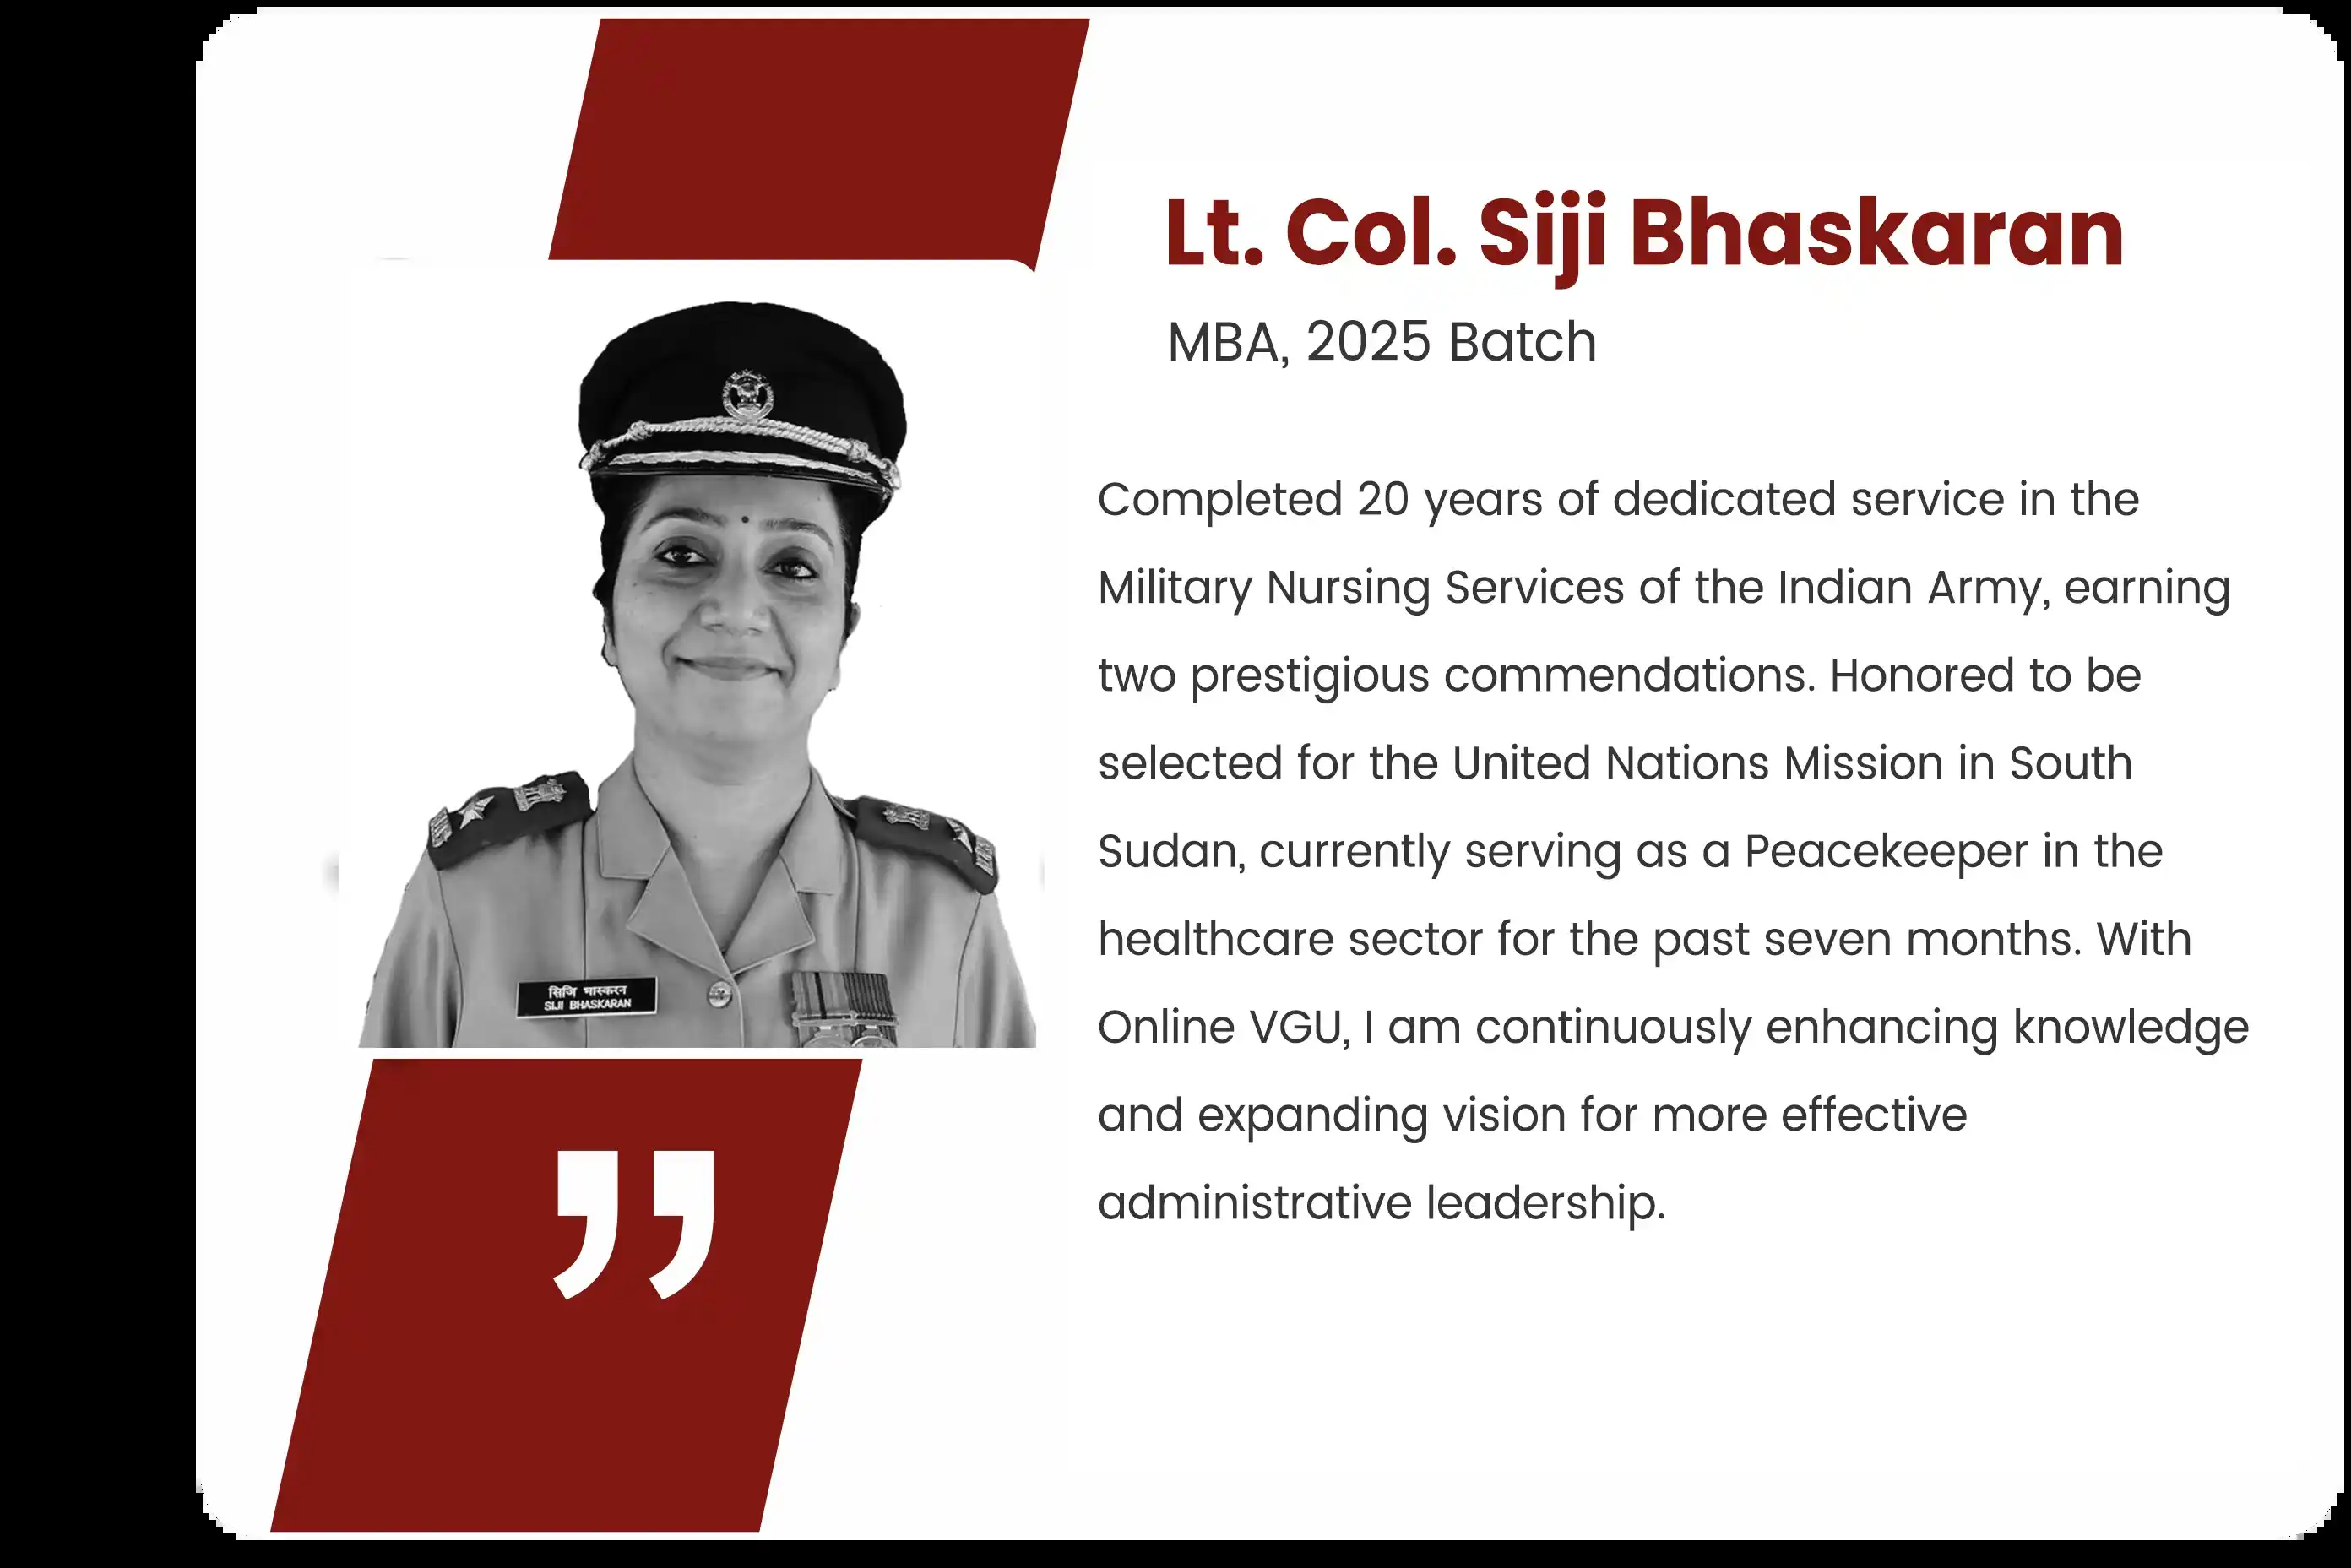 Lt. Col. Siji Bhaskaran
MBA, 2025 Batch
Completed 20 years of dedicated service in the
Military Nursing Services of the Indian Army, earning
two prestigious commendations. Honored to be
selected for the United Nations Mission in South
Sudan, currently serving as a Peacekeeper in the
healthcare sector for the past seven months. With
Online VGU, I am continuously enhancing knowledge
and expanding vision for more effective
administrative leadership.
सिजि भास्करन
SIJI BHASKARAN
”